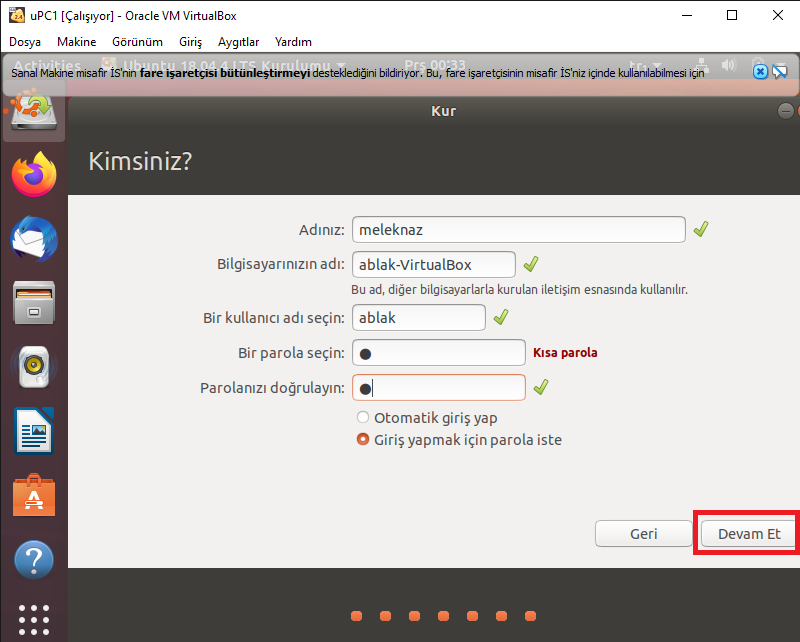 uPC1 [Çalışıyor] - Oracle VM VirtualBox
Dosya Makine Görünüm Giriş Aygıtlar Yardım
Activities Ubuntu 18.04.4 LTS Kurulumu Prş 00:33 tr
Sanal Makine misafir İS'nin fare işaretçisi bütünleştirmeyi desteklediğini bildiriyor. Bu, fare işaretçisinin misafir İS'niz içinde kullanılabilmesi için
Kur
Kimsiniz?
Adınız: meleknaz
Bilgisayarınızın adı: ablak-VirtualBox
Bu ad, diğer bilgisayarlarla kurulan iletişim esnasında kullanılır.
Bir kullanıcı adı seçin: ablak
Bir parola seçin: ● Kısa parola
Parolanızı doğrulayın: ●
Otomatik giriş yap
Giriş yapmak için parola iste
Geri Devam Et